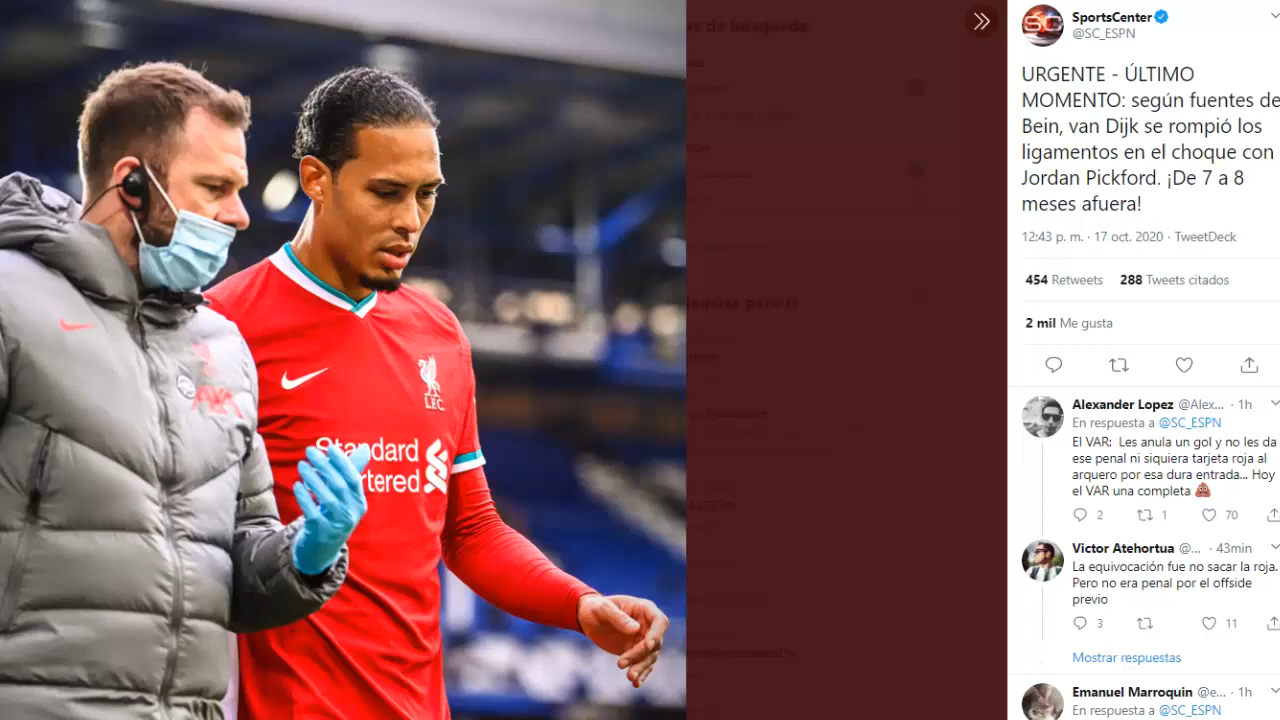 L.F.C.
Standard
rtered
de búsqueda
SportsCenter
@SC_ESPN
URGENTE - ÚLTIMO
MOMENTO: según fuentes de
Bein, van Dijk se rompió los
ligamentos en el choque con
Jordan Pickford. ¡De 7 a 8
meses afuera!
12:43 p. m. · 17 oct. 2020 · TweetDeck
454 Retweets 288 Tweets citados
2 mil Me gusta
Alexander Lopez @Alex... · 1h
En respuesta a @SC_ESPN
El VAR: Les anula un gol y no les da
ese penal ni siquiera tarjeta roja al
arquero por esa dura entrada... Hoy
el VAR una completa 💩
2 1 70
Victor Atehortua @... · 43min
La equivocación fue no sacar la roja.
Pero no era penal por el offside
previo
3 11
Mostrar respuestas
Emanuel Marroquin @e... · 1h
En respuesta a @SC_ESPN